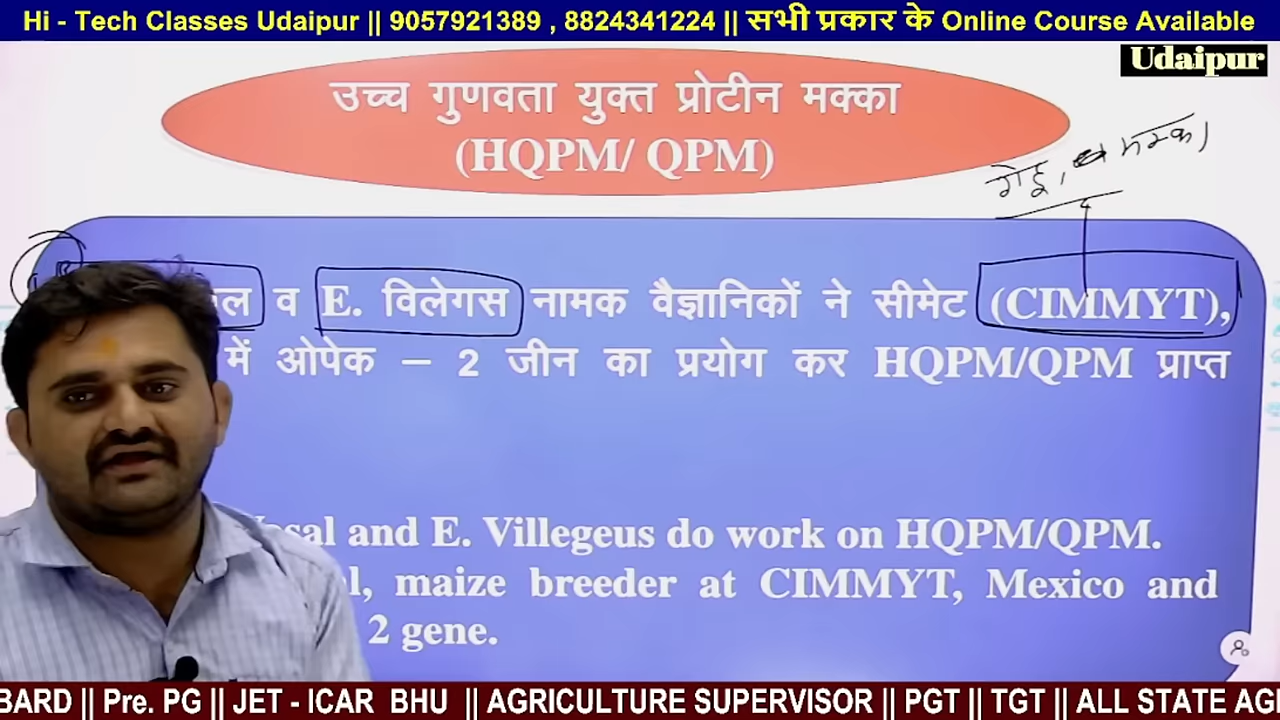 Hi - Tech Classes Udaipur || 9057921389 , 8824341224 || सभी प्रकार के Online Course Available
Udaipur
उच्च गुणवता युक्त प्रोटीन मक्का
(HQPM/ QPM)
गेहू, मक्का
व E. विलेगस नामक वैज्ञानिकों ने सीमेट (CIMMYT),
में ओपेक – 2 जीन का प्रयोग कर HQPM/QPM प्राप्त
and E. Villegeus do work on HQPM/QPM.
maize breeder at CIMMYT, Mexico and
2 gene.
BARD || Pre. PG || JET - ICAR BHU || AGRICULTURE SUPERVISOR || PGT || TGT || ALL STATE